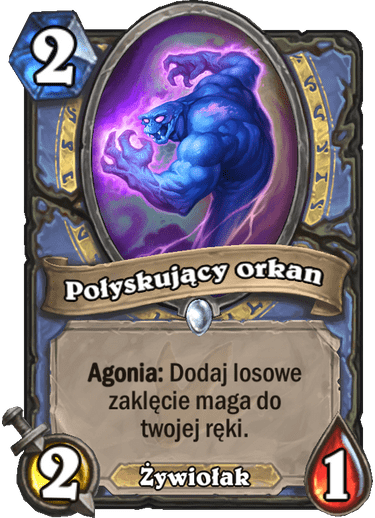 2
Połyskujący orkan
Agonia: Dodaj losowe
zaklęcie maga do
twojej ręki.
2
Żywiołak
1